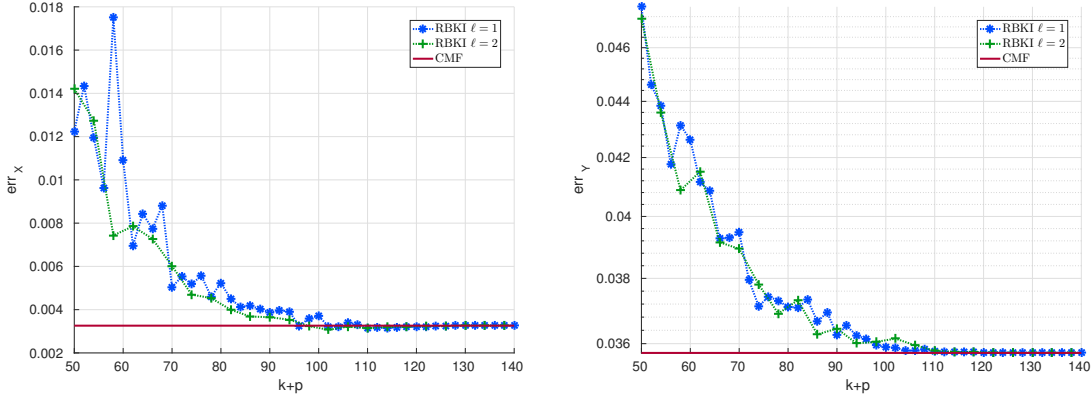 0.018
0.016
0.014
0.012
0.01
0.008
0.006
0.004
0.002
50 60 70 80 90 100 110 120 130 140
k+p
err X
RBKI ℓ = 1
RBKI ℓ = 2
CMF
0.046
0.044
0.042
0.04
0.038
0.036
50 60 70 80 90 100 110 120 130 140
k+p
err Y
RBKI ℓ = 1
RBKI ℓ = 2
CMF